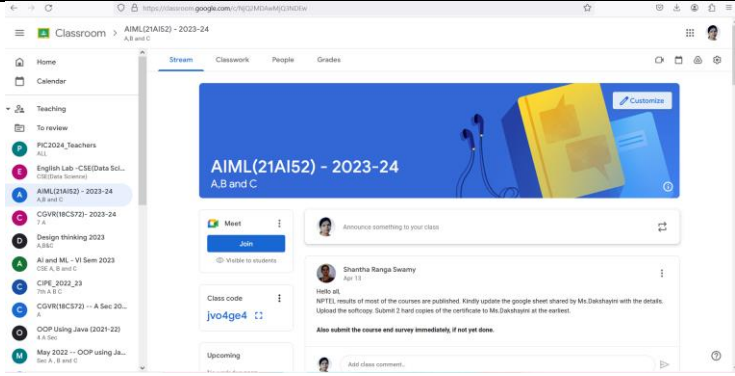 https://classroom.google.com/c/NjQ2MDAwMjQ3NDEw
Classroom > AIML(21AI52) - 2023-24
A,B and C
Home
Calendar
Teaching
To review
P PIC2024_Teachers
ALL
E English Lab -CSE(Data Sci...
CSE(Data Science)
A AIML(21AI52) - 2023-24
A,B and C
C CGVR(18CS72)- 2023-24
7 A
D Design thinking 2023
A,B&C
A AI and ML - VI Sem 2023
CSE A, B and C
C CIPE_2022_23
7th A B C
C CGVR(18CS72) -- A Sec 20...
A
O OOP Using Java (2021-22)
4 A Sec
M May 2022 -- OOP using Ja...
Sec A , B and C
Stream Classwork People Grades
Customize
AIML(21AI52) - 2023-24
A,B and C
Meet
Join
Visible to students
Class code
jvo4ge4
Upcoming
Announce something to your class
Shantha Ranga Swamy
Apr 13
Hello all,
NPTEL results of most of the courses are published. Kindly update the google sheet shared by Ms.Dakshayini with the details.
Upload the softcopy. Submit 2 hard copies of the certificate to Ms.Dakshayini at the earliest.
Also submit the course end survey immediately, if not yet done.
Add class comment...